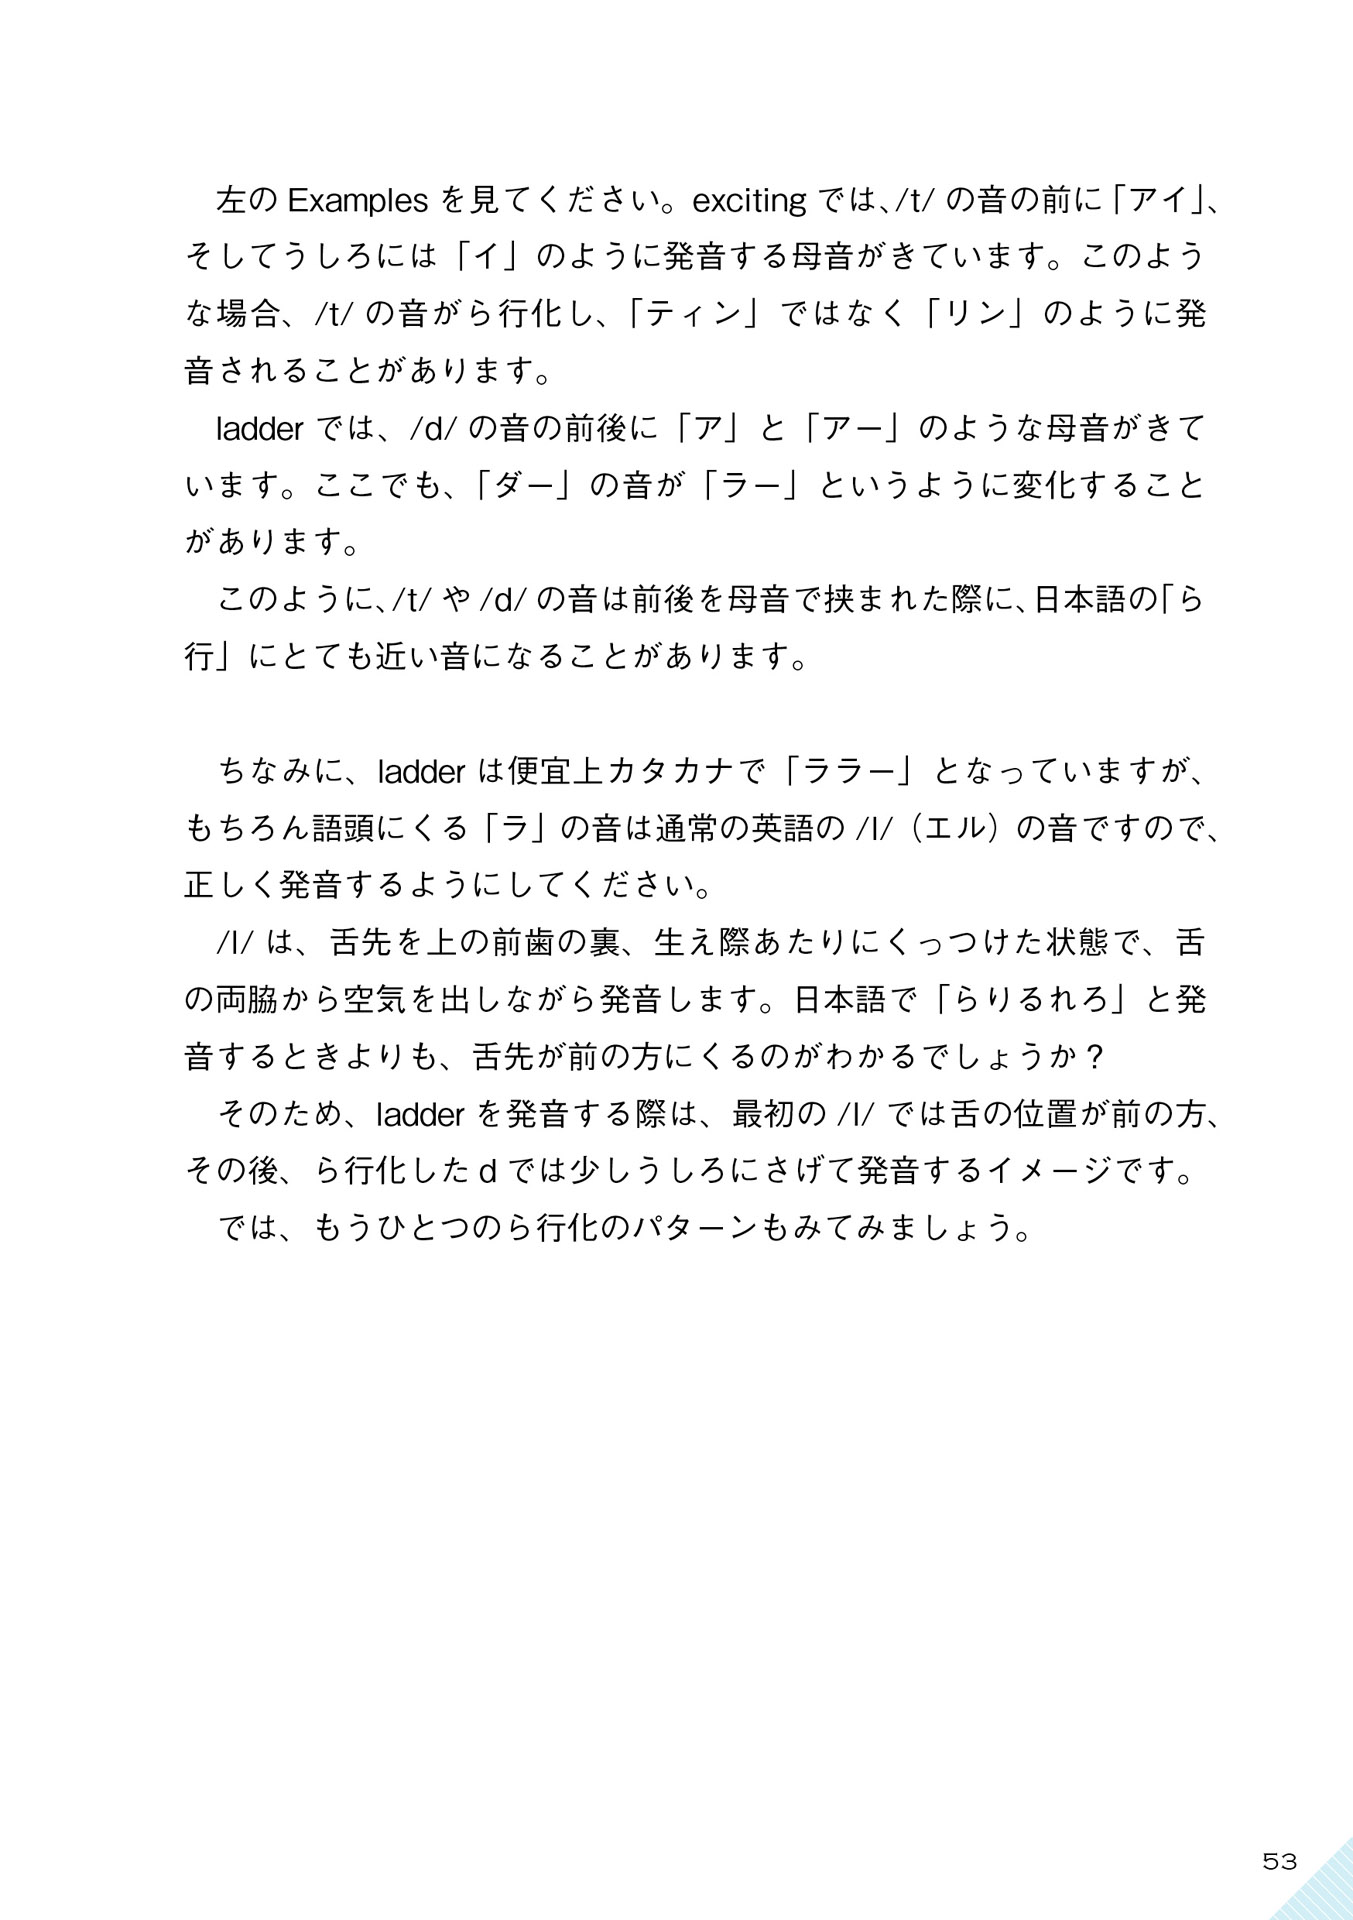 左の Examples を見てください。exciting では、/t/ の音の前に「アイ」、
そしてうしろには「イ」のように発音する母音がきています。このよう
な場合、/t/ の音がら行化し、「ティン」ではなく「リン」のように発
音されることがあります。
ladder では、/d/ の音の前後に「ア」と「アー」のような母音がきて
います。ここでも、「ダー」の音が「ラー」というように変化すること
があります。
このように、/t/ や /d/ の音は前後を母音で挟まれた際に、日本語の「ら
行」にとても近い音になることがあります。
ちなみに、ladder は便宜上カタカナで「ララー」となっていますが、
もちろん語頭にくる「ラ」の音は通常の英語の /l/（エル）の音ですので、
正しく発音するようにしてください。
/l/ は、舌先を上の前歯の裏、生え際あたりにくっつけた状態で、舌
の両脇から空気を出しながら発音します。日本語で「らりるれろ」と発
音するときよりも、舌先が前の方にくるのがわかるでしょうか？
そのため、ladder を発音する際は、最初の /l/ では舌の位置が前の方、
その後、ら行化した d では少しうしろにさげて発音するイメージです。
では、もうひとつのら行化のパターンもみてみましょう。
53